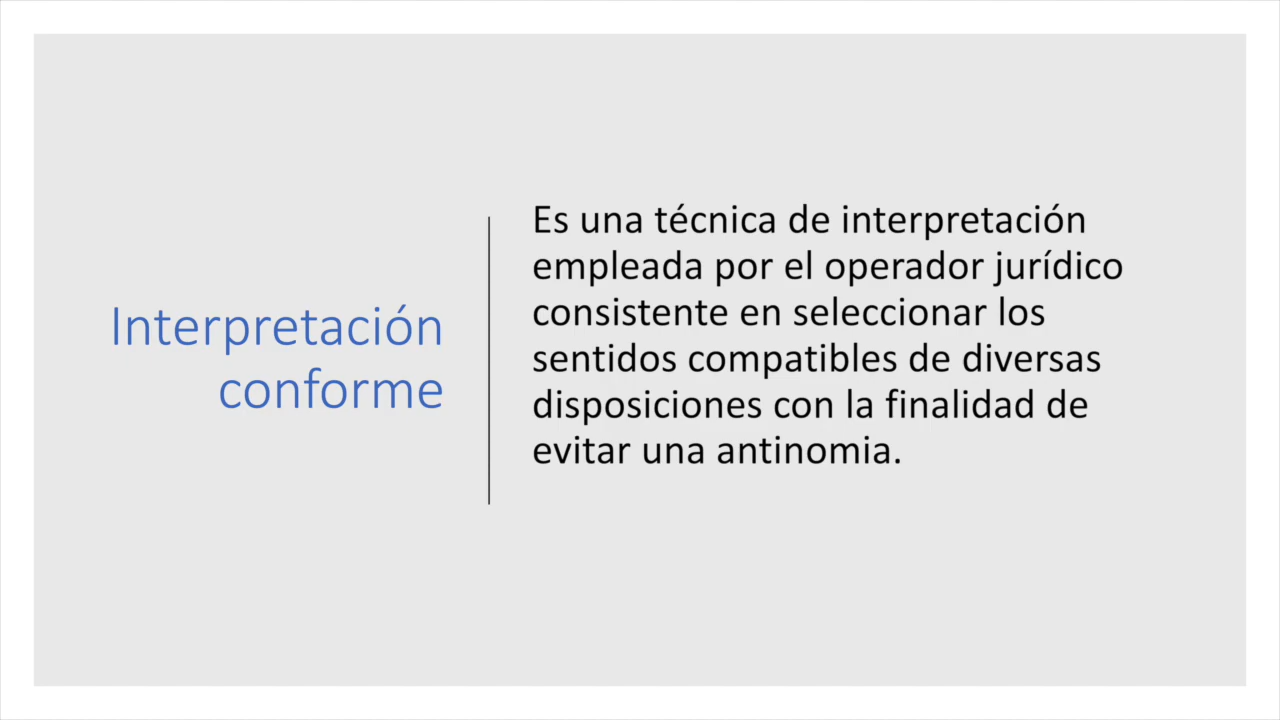 Interpretación
conforme
Es una técnica de interpretación
empleada por el operador jurídico
consistente en seleccionar los
sentidos compatibles de diversas
disposiciones con la finalidad de
evitar una antinomia.